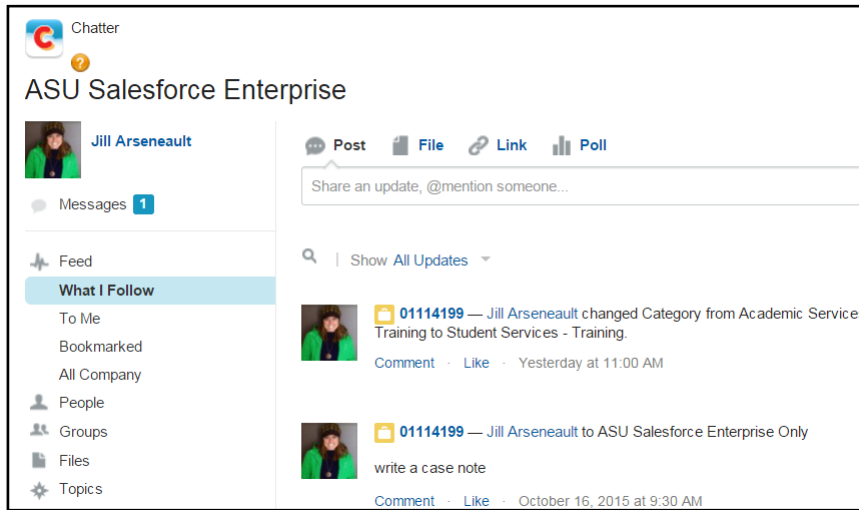 Chatter
?
ASU Salesforce Enterprise
Jill Arseneault
Messages 1
Feed
What I Follow
To Me
Bookmarked
All Company
People
Groups
Files
Topics
Post File Link Poll
Share an update, @mention someone...
Show All Updates
01114199 — Jill Arseneault changed Category from Academic Services
Training to Student Services - Training.
Comment · Like · Yesterday at 11:00 AM
01114199 — Jill Arseneault to ASU Salesforce Enterprise Only
write a case note
Comment · Like · October 16, 2015 at 9:30 AM